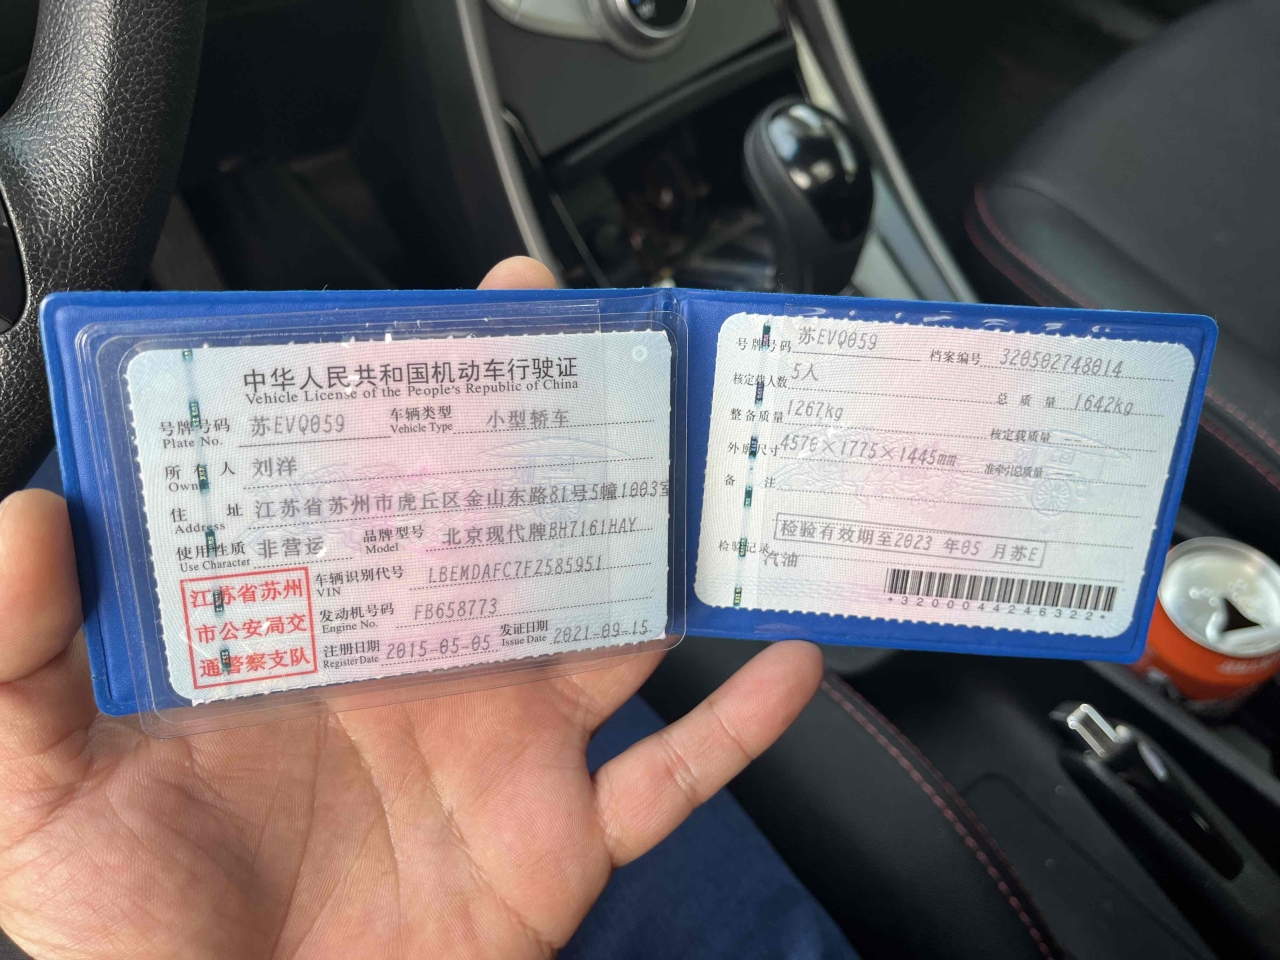 中华人民共和国机动车行驶证
Vehicle License of the People's Republic of China
号牌号码 苏EVQ059 车辆类型 小型轿车
Plate No. Vehicle Type
所有人 刘洋
Owner
住址 江苏省苏州市虎丘区金山东路81号5幢1003室
Address
使用性质 非营运 品牌型号 北京现代牌BH7161HAY
Use Character Model
江苏省苏州
市公安局交
通警察支队
车辆识别代号 LBEMDAFC7FZ585951
VIN
发动机号码 FB658773
Engine No.
注册日期 2015-05-05 发证日期 2021-09-15
Register Date Issue Date
号牌号码 苏EVQ059 档案编号 320502748014
核定载人数 5人 总质量 1642kg
整备质量 1267kg 核定载质量 --
外廓尺寸 4570×1775×1445mm 准牵引总质量 --
备注
检验有效期至2023 年05 月苏E
检验记录 汽油
*3200044246322*